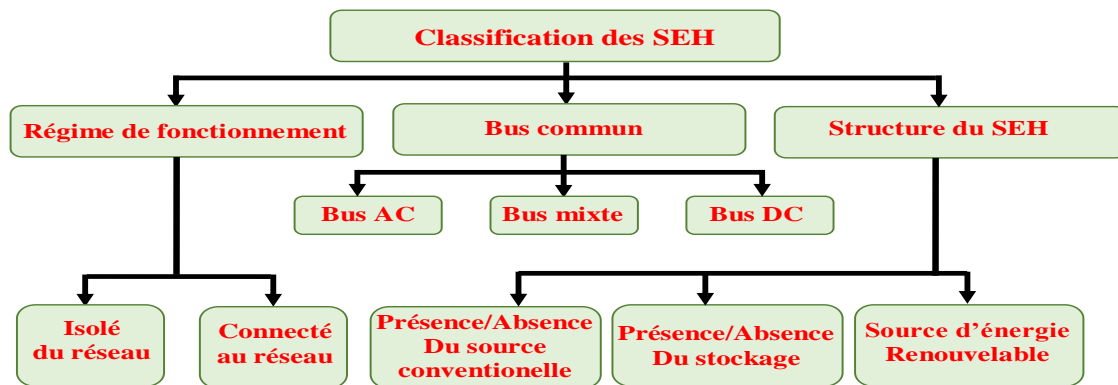 Classification des SEH
Régime de fonctionnement
Bus commun
Structure du SEH
Bus AC
Bus mixte
Bus DC
Isolé
du réseau
Connecté
au réseau
Présence/Absence
Du source
conventionelle
Présence/Absence
Du stockage
Source d'énergie
Renouvelable